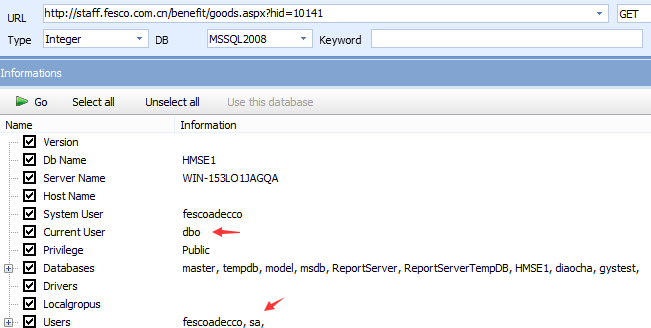 URL http://staff.fesco.com.cn/benefit/goods.aspx?hid=10141 GET
Type Integer DB MSSQL2008 Keyword
Informations
Go Select all Unselect all Use this database
Name Information
Version
Db Name HMSE1
Server Name WIN-153LO1JAGQA
Host Name
System User fescoadecco
Current User dbo
Privilege Public
Databases master, tempdb, model, msdb, ReportServer, ReportServerTempDB, HMSE1, diaocha, gystest,
Drivers
Localgropus
Users fescoadecco, sa,